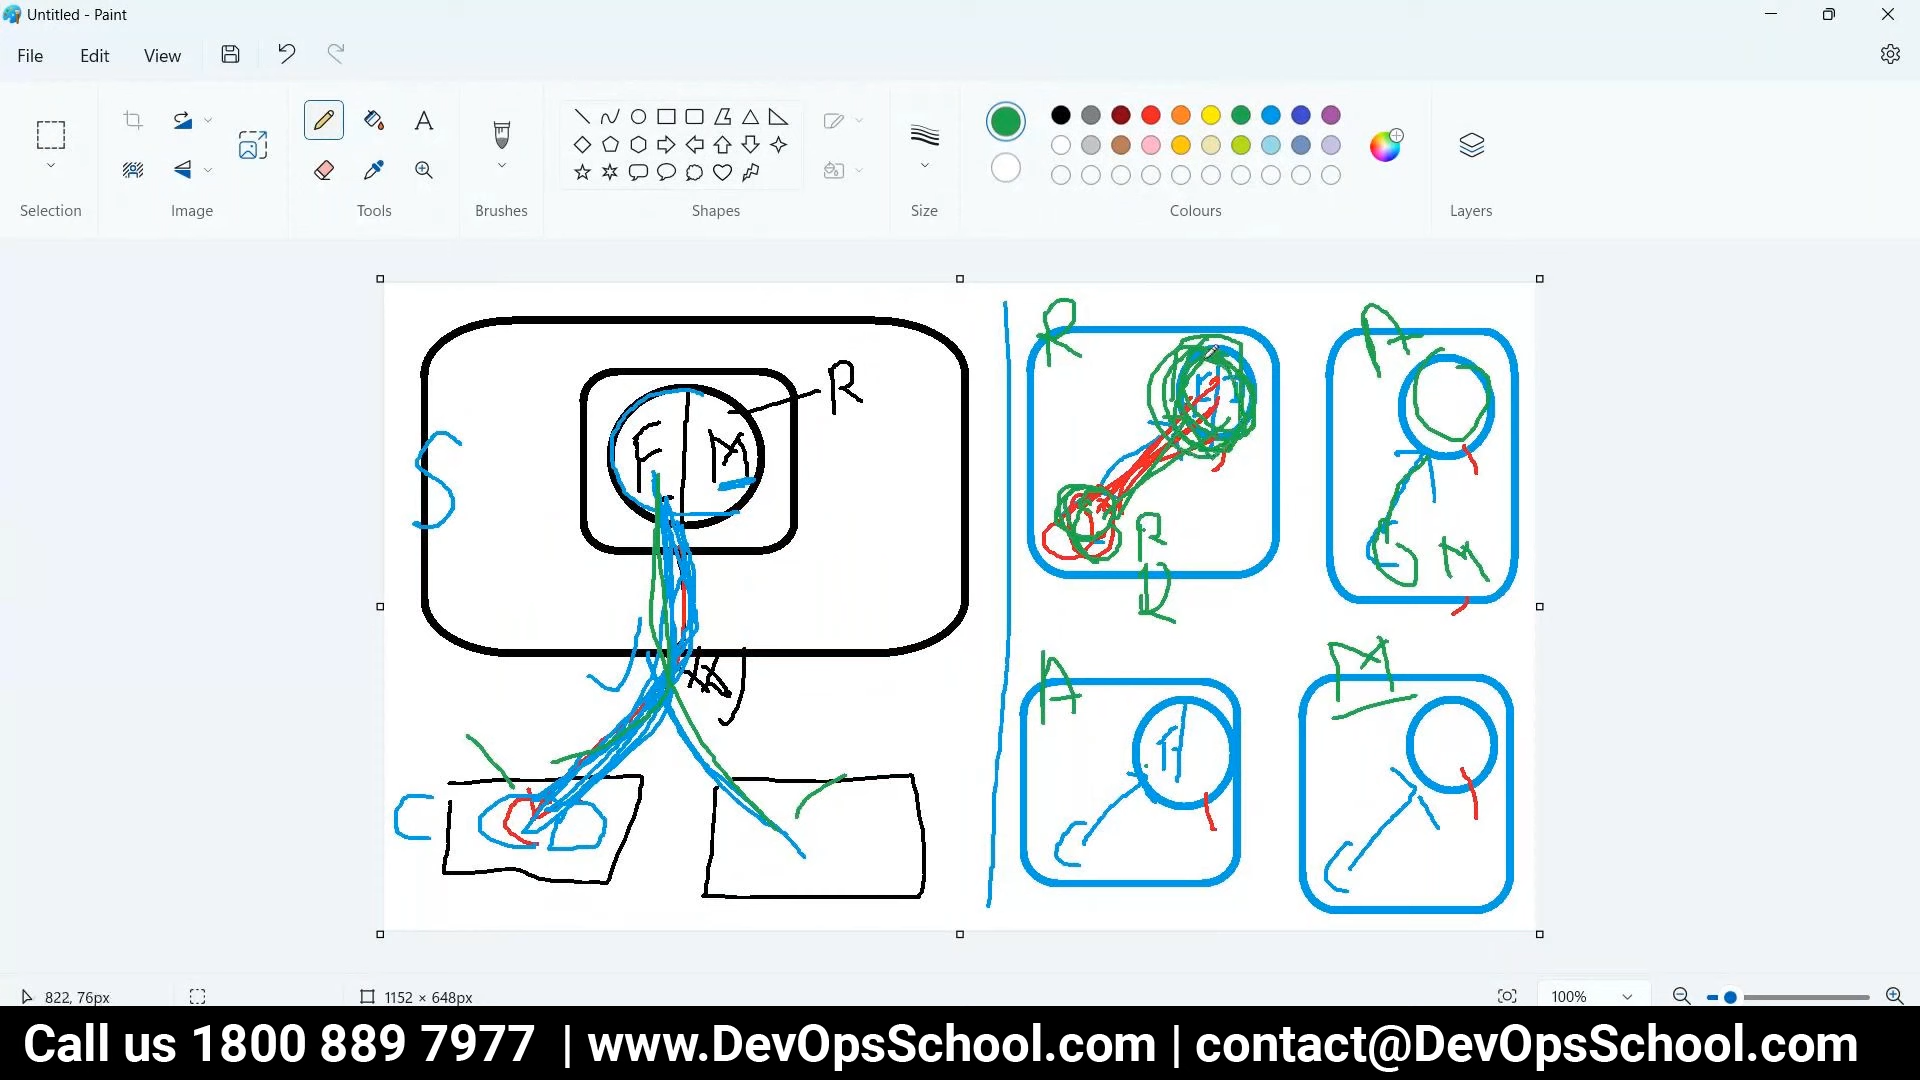 Untitled - Paint
File Edit View
Selection Image Tools Brushes Shapes Size Colours Layers
R
F M
S
C
R
R
A
M
A
C
M
C
822, 76px 1152 × 648px 100%
Call us 1800 889 7977 | www.DevOpsSchool.com | contact@DevOpsSchool.com